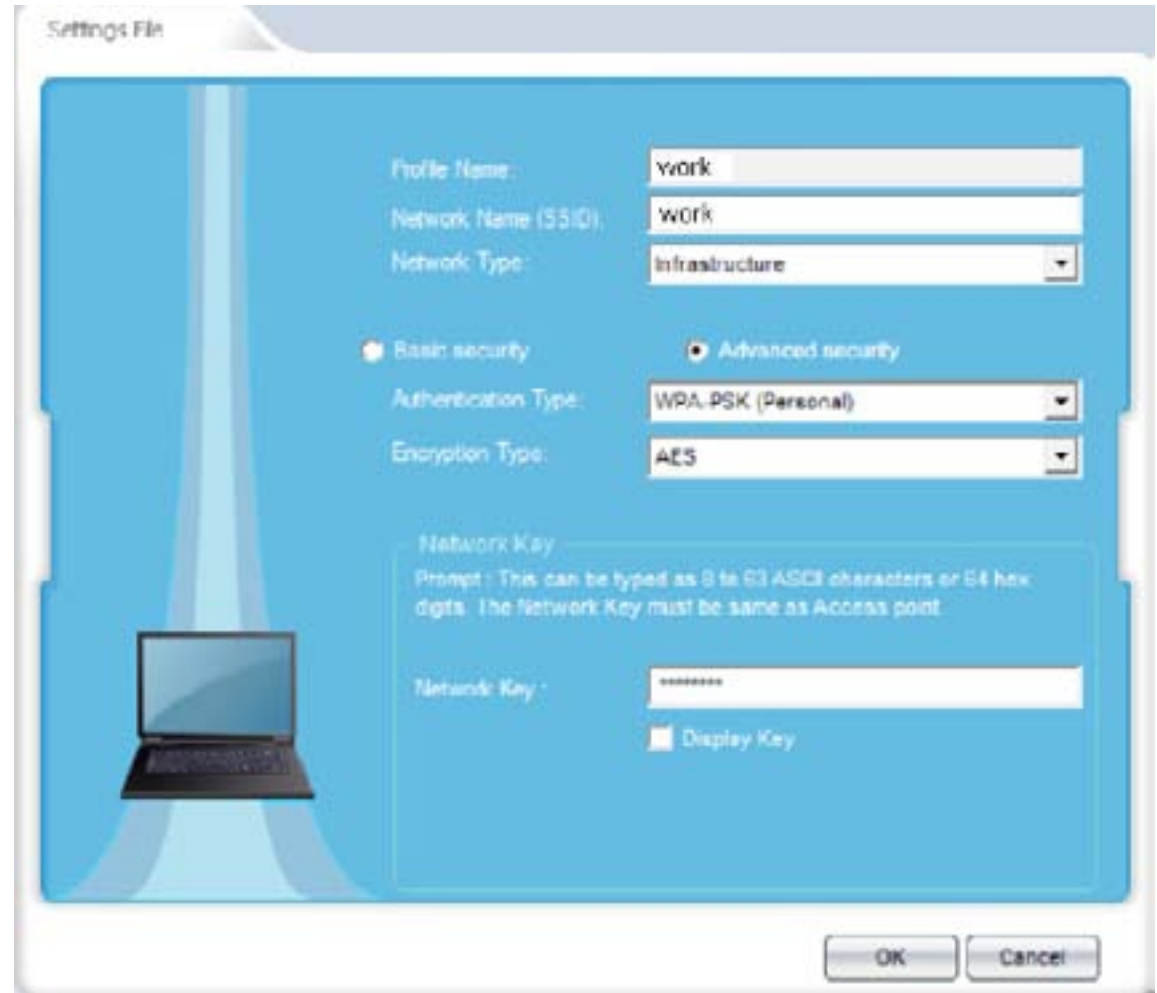 Settings File
Profile Name: work
Network Name (SSID): work
Network Type: Infrastructure
Basic security Advanced security
Authentication Type: WPA-PSK (Personal)
Encryption Type: AES
Network Key
Prompt : This can be typed as 8 to 63 ASCII characters or 64 hex
digits. The Network Key must be same as Access point
Network Key : ********
Display Key
OK Cancel